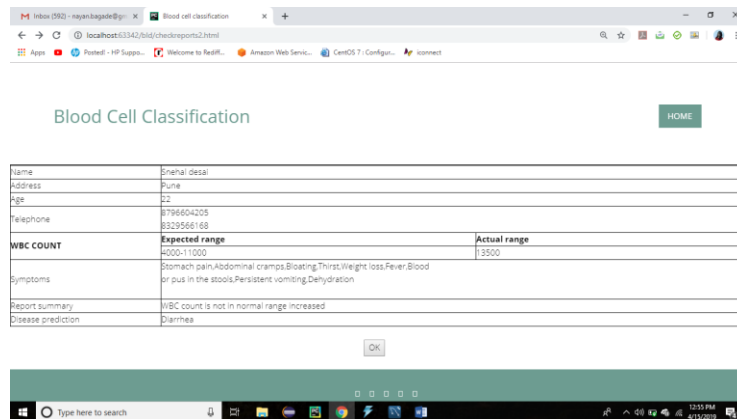 Inbox (592) - nayan.bagade@gm
Blood cell classification
localhost:63342/bld/checkreports2.html
Apps
Posted! - HP Suppo...
Welcome to Rediff...
Amazon Web Servic...
CentOS 7 : Configur...
iconnect
Blood Cell Classification
HOME
Name Snehal desai
Address Pune
Age 22
Telephone 8796604205
8329566168
WBC COUNT Expected range Actual range
4000-11000 13500
Symptoms Stomach pain,Abdominal cramps,Bloating,Thirst,Weight loss,Fever,Blood
or pus in the stools,Persistent vomiting,Dehydration
Report summary WBC count is not in normal range increased
Disease prediction Diarrhea
OK
Type here to search
12:55 PM
4/15/2019